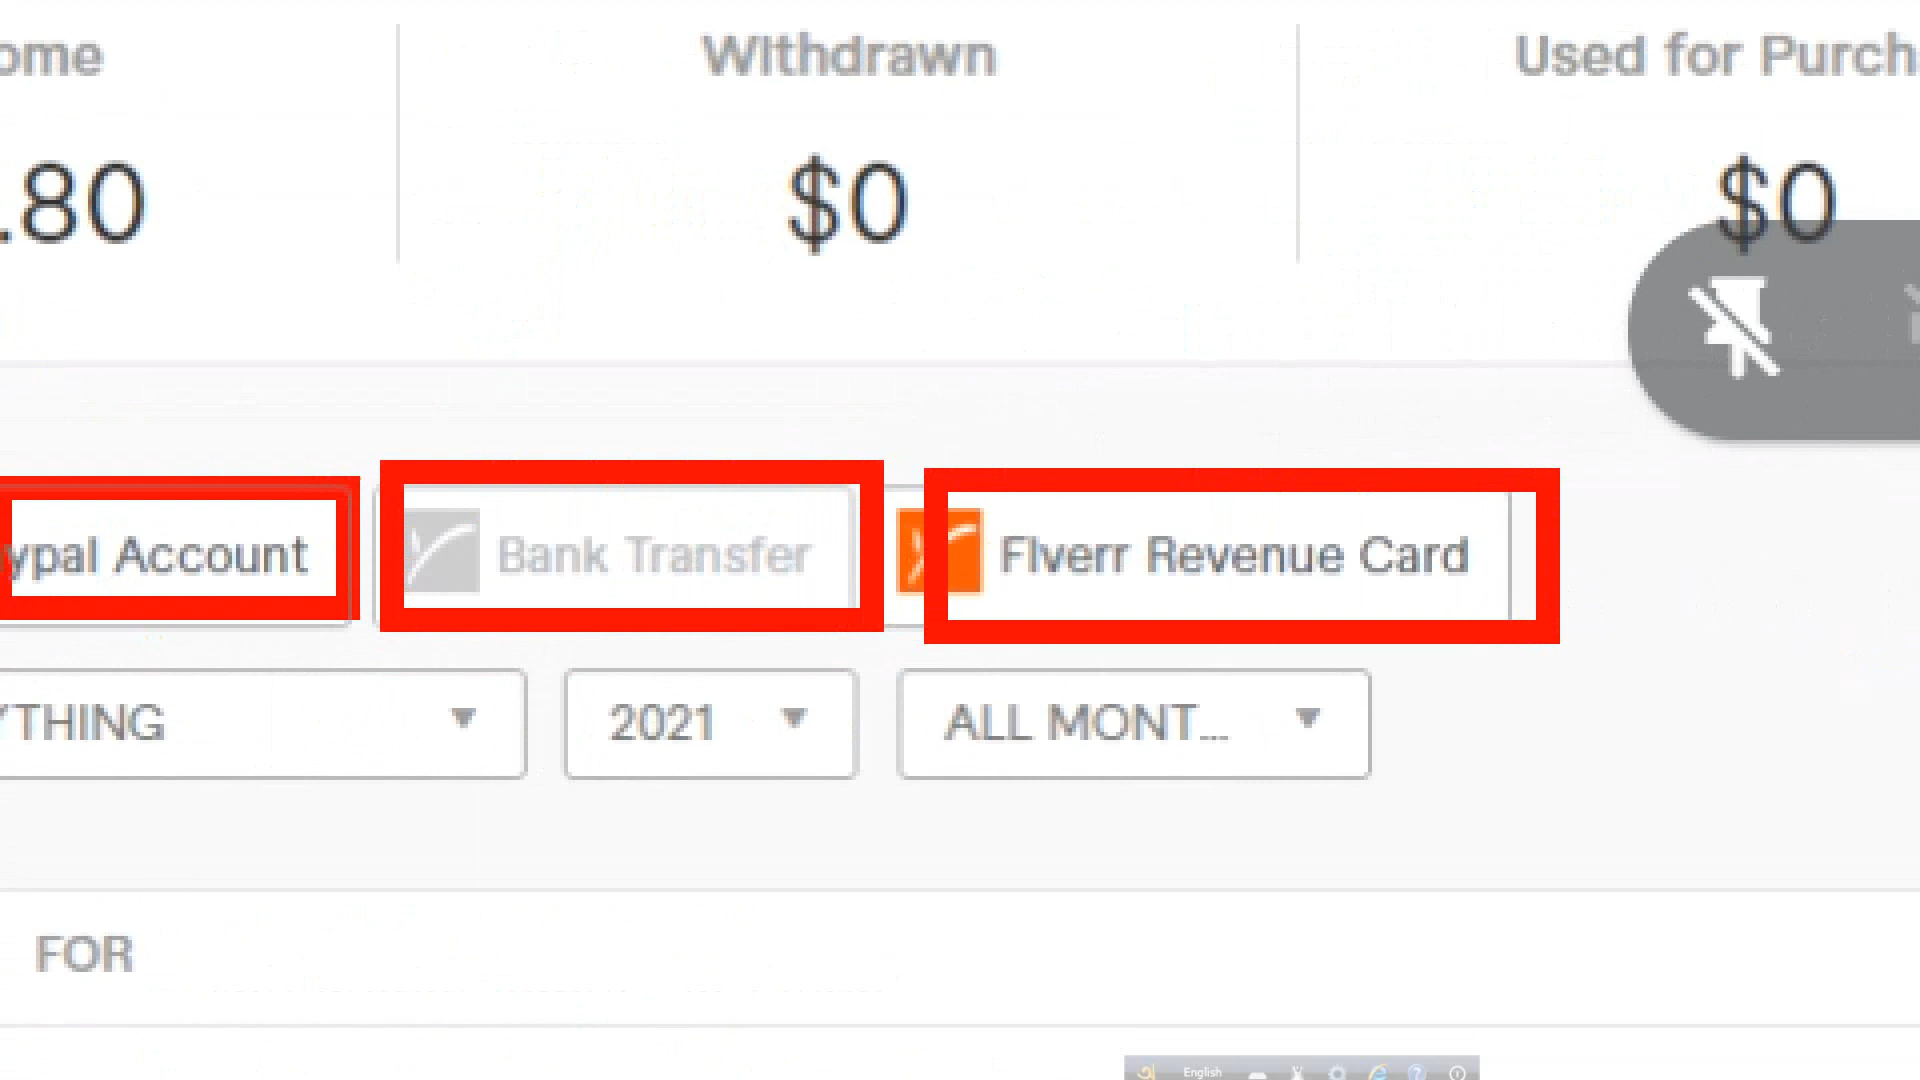 ome Withdrawn Used for Purch
.80 $0 $0
ypal Account Bank Transfer Fiverr Revenue Card
YTHING 2021 ALL MONT...
FOR
English